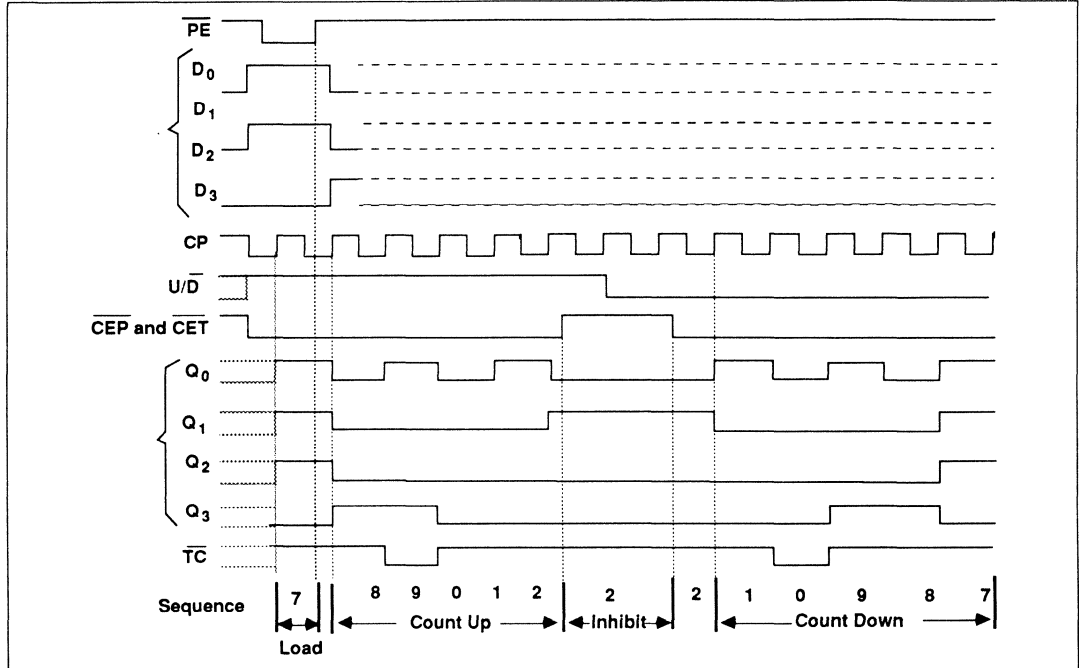 PE
D0
D1
D2
D3
CP
U/D
CEP and CET
Q0
Q1
Q2
Q3
TC
Sequence 7 8 9 0 1 2 2 2 1 0 9 8 7
Load Count Up Inhibit Count Down